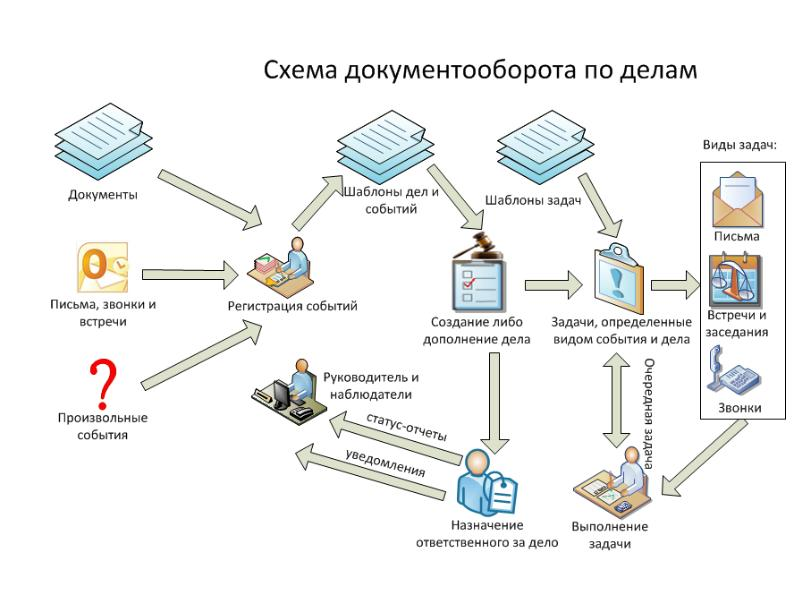 Схема документооборота по делам
Виды задач:
Документы
Шаблоны дел и
событий
Шаблоны задач
Письма
Письма, звонки и
встречи
Регистрация событий
Создание либо
дополнение дела
Задачи, определенные
видом события и дела
Встречи и
заседания
Звонки
Произвольные
события
Руководитель и
наблюдатели
статус-отчеты
уведомления
Очередная задача
Назначение
ответственного за дело
Выполнение
задачи